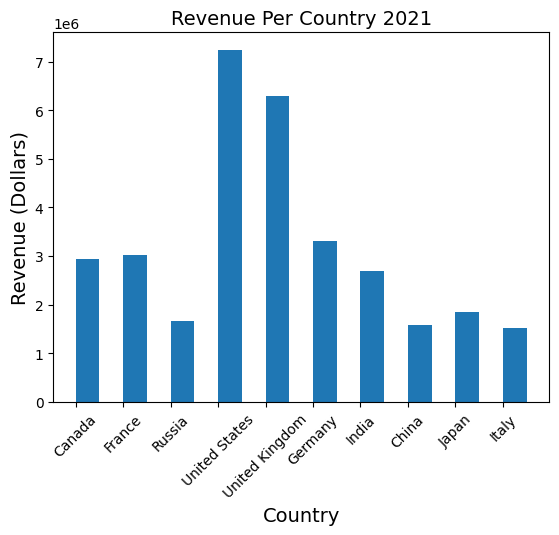 Revenue Per Country 2021
1e6
7
6
5
4
3
2
1
0
Revenue (Dollars)
Canada
France
Russia
United States
United Kingdom
Germany
India
China
Japan
Italy
Country